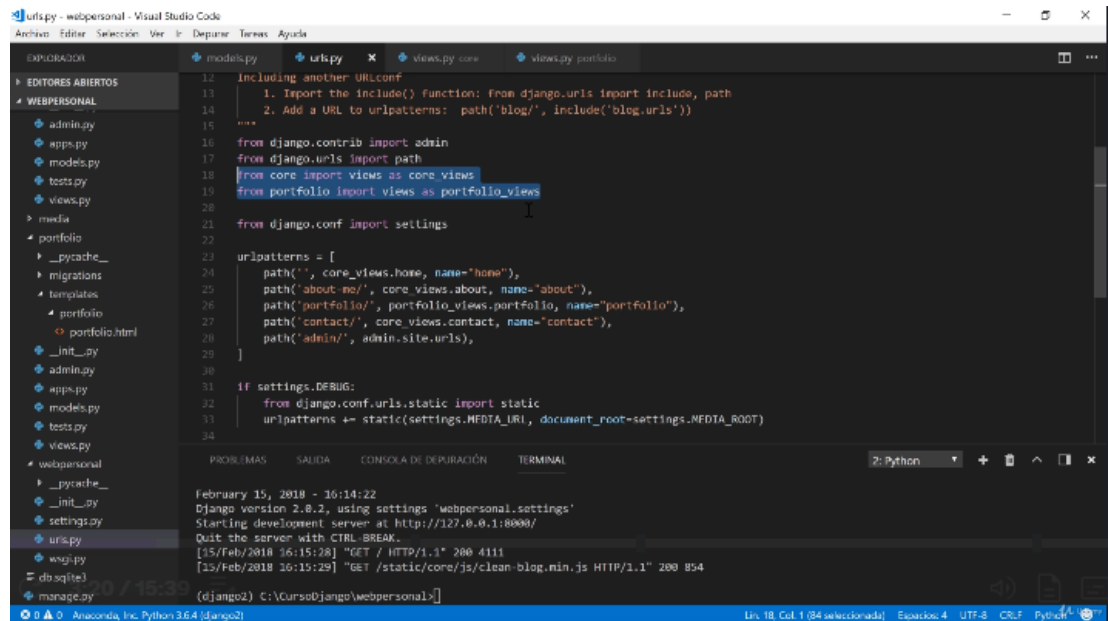 urls.py - webpersonal - Visual Studio Code
Archivo Editar Selección Ver Ir Depurar Tareas Ayuda
EXPLORADOR
EDITORES ABIERTOS
WEBPERSONAL
admin.py
apps.py
models.py
tests.py
views.py
media
portfolio
__pycache__
migrations
templates
portfolio
portfolio.html
__init__.py
admin.py
apps.py
models.py
tests.py
views.py
webpersonal
__pycache__
__init__.py
settings.py
urls.py
wsgi.py
db.sqlite3
manage.py
models.py urls.py views.py core views.py portfolio
12 Including another URLconf
13 1. Import the include() function: from django.urls import include, path
14 2. Add a URL to urlpatterns: path('blog/', include('blog.urls'))
15 """
16 from django.contrib import admin
17 from django.urls import path
18 from core import views as core_views
19 from portfolio import views as portfolio_views
20
21 from django.conf import settings
22
23 urlpatterns = [
24 path('', core_views.home, name="home"),
25 path('about-me/', core_views.about, name="about"),
26 path('portfolio/', portfolio_views.portfolio, name="portfolio"),
27 path('contact/', core_views.contact, name="contact"),
28 path('admin/', admin.site.urls),
29 ]
30
31 if settings.DEBUG:
32 from django.conf.urls.static import static
33 urlpatterns += static(settings.MEDIA_URL, document_root=settings.MEDIA_ROOT)
34
PROBLEMAS SALIDA CONSOLA DE DEPURACIÓN TERMINAL 2: Python
February 15, 2018 - 16:14:22
Django version 2.0.2, using settings 'webpersonal.settings'
Starting development server at http://127.0.0.1:8000/
Quit the server with CTRL-BREAK.
[15/Feb/2018 16:15:28] "GET / HTTP/1.1" 200 4111
[15/Feb/2018 16:15:29] "GET /static/core/js/clean-blog.min.js HTTP/1.1" 200 854
(django2) C:\CursoDjango\webpersonal>
0 0 Anaconda, Inc. Python 3.6.4 (django2) Lín. 18, Col. 1 (84 seleccionada) Espacios: 4 UTF-8 CRLF Python